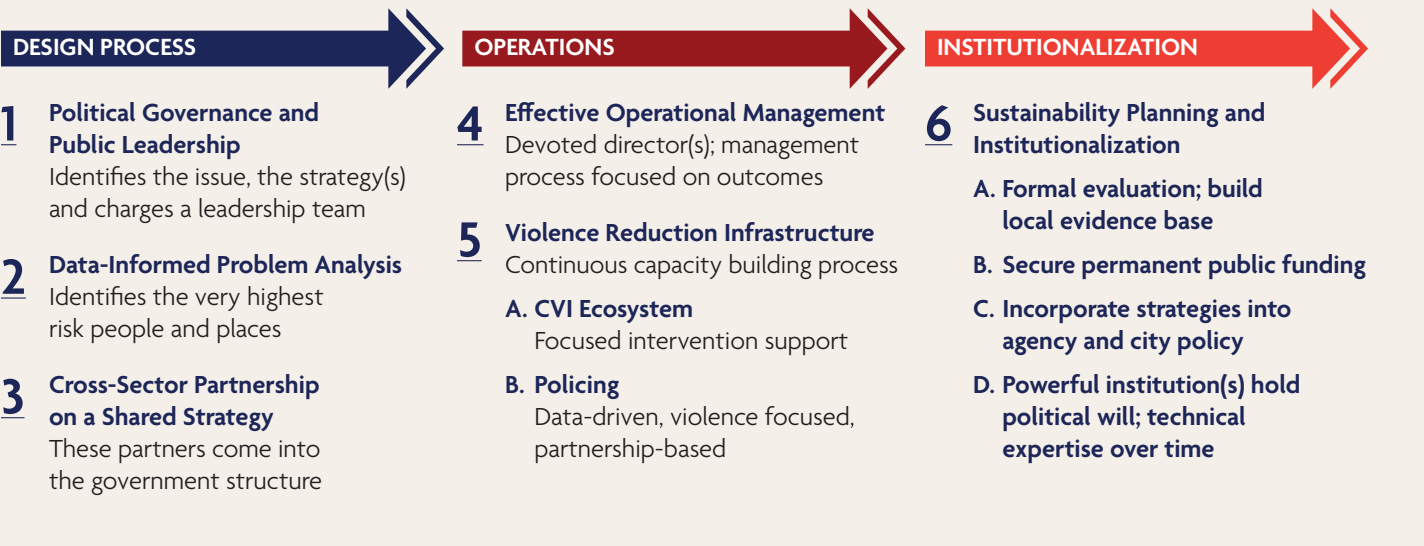 DESIGN PROCESS
1
Political Governance and
Public Leadership
Identifies the issue, the strategy(s)
and charges a leadership team
2
Data-Informed Problem Analysis
Identifies the very highest
risk people and places
3
Cross-Sector Partnership
on a Shared Strategy
These partners come into
the government structure
OPERATIONS
4
Effective Operational Management
Devoted director(s); management
process focused on outcomes
5
Violence Reduction Infrastructure
Continuous capacity building process
A. CVI Ecosystem
Focused intervention support
B. Policing
Data-driven, violence focused,
partnership-based
INSTITUTIONALIZATION
6
Sustainability Planning and
Institutionalization
A. Formal evaluation; build
local evidence base
B. Secure permanent public funding
C. Incorporate strategies into
agency and city policy
D. Powerful institution(s) hold
political will; technical
expertise over time